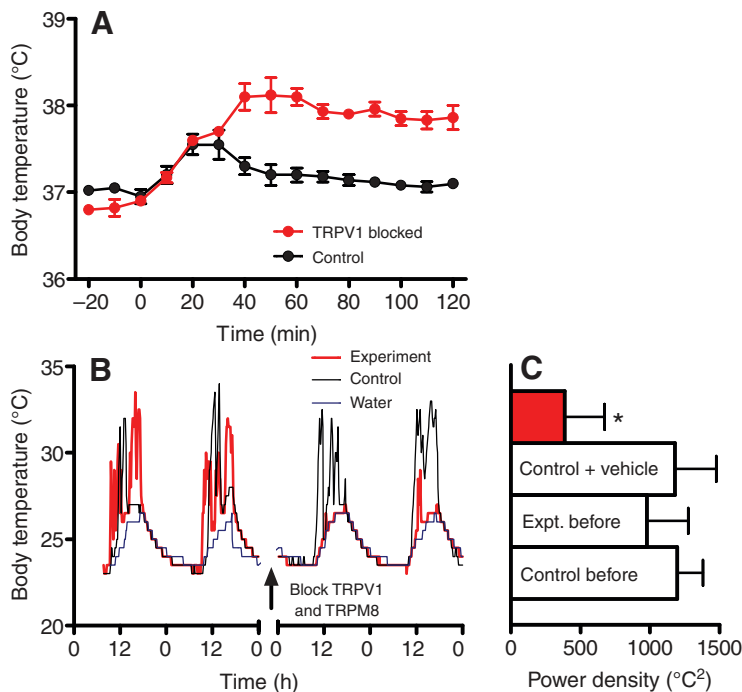 A
Body temperature (°C)
38
37
36
TRPV1 blocked
Control
–20 0 20 40 60 80 100 120
Time (min)
39
B
Body temperature (°C)
35
30
25
20
Experiment
Control
Water
Block TRPV1
and TRPM8
0 12 0 12 0 0 12 0 12 0
Time (h)
C
*
Control + vehicle
Expt. before
Control before
0 500 1000 1500
Power density (°C²)